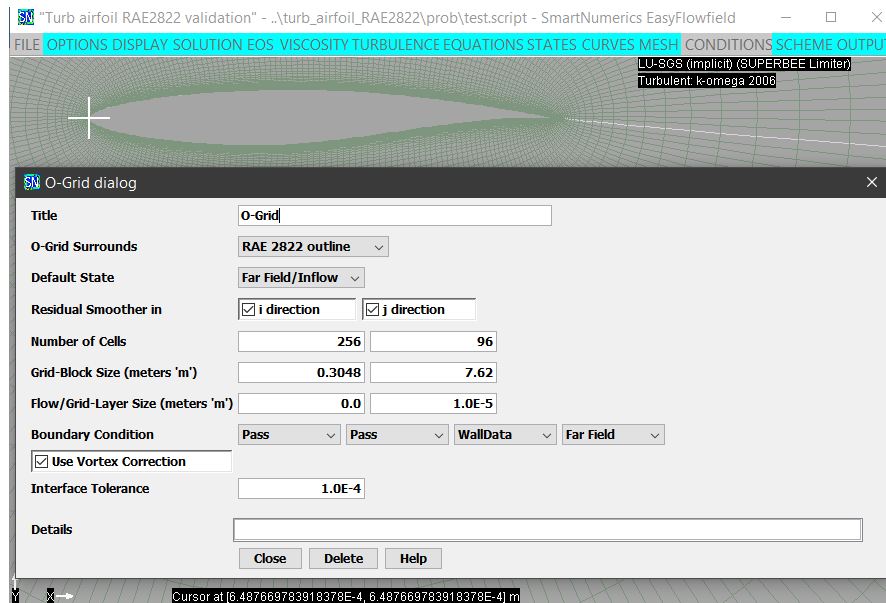 SN "Turb airfoil RAE2822 validation" - ..\turb_airfoil_RAE2822\prob\test.script - SmartNumerics EasyFlowfield
FILE OPTIONS DISPLAY SOLUTION EOS VISCOSITY TURBULENCE EQUATIONS STATES CURVES MESH CONDITIONS SCHEME OUTPU
LU-SGS (implicit) (SUPERBEE Limiter)
Turbulent: k-omega 2006
SN O-Grid dialog
Title O-Grid
O-Grid Surrounds RAE 2822 outline
Default State Far Field/Inflow
Residual Smoother in i direction j direction
Number of Cells 256 96
Grid-Block Size (meters 'm') 0.3048 7.62
Flow/Grid-Layer Size (meters 'm') 0.0 1.0E-5
Boundary Condition Pass Pass WallData Far Field
Use Vortex Correction
Interface Tolerance 1.0E-4
Details
Close Delete Help
Y X Cursor at [6.487669783918378E-4, 6.487669783918378E-4] m